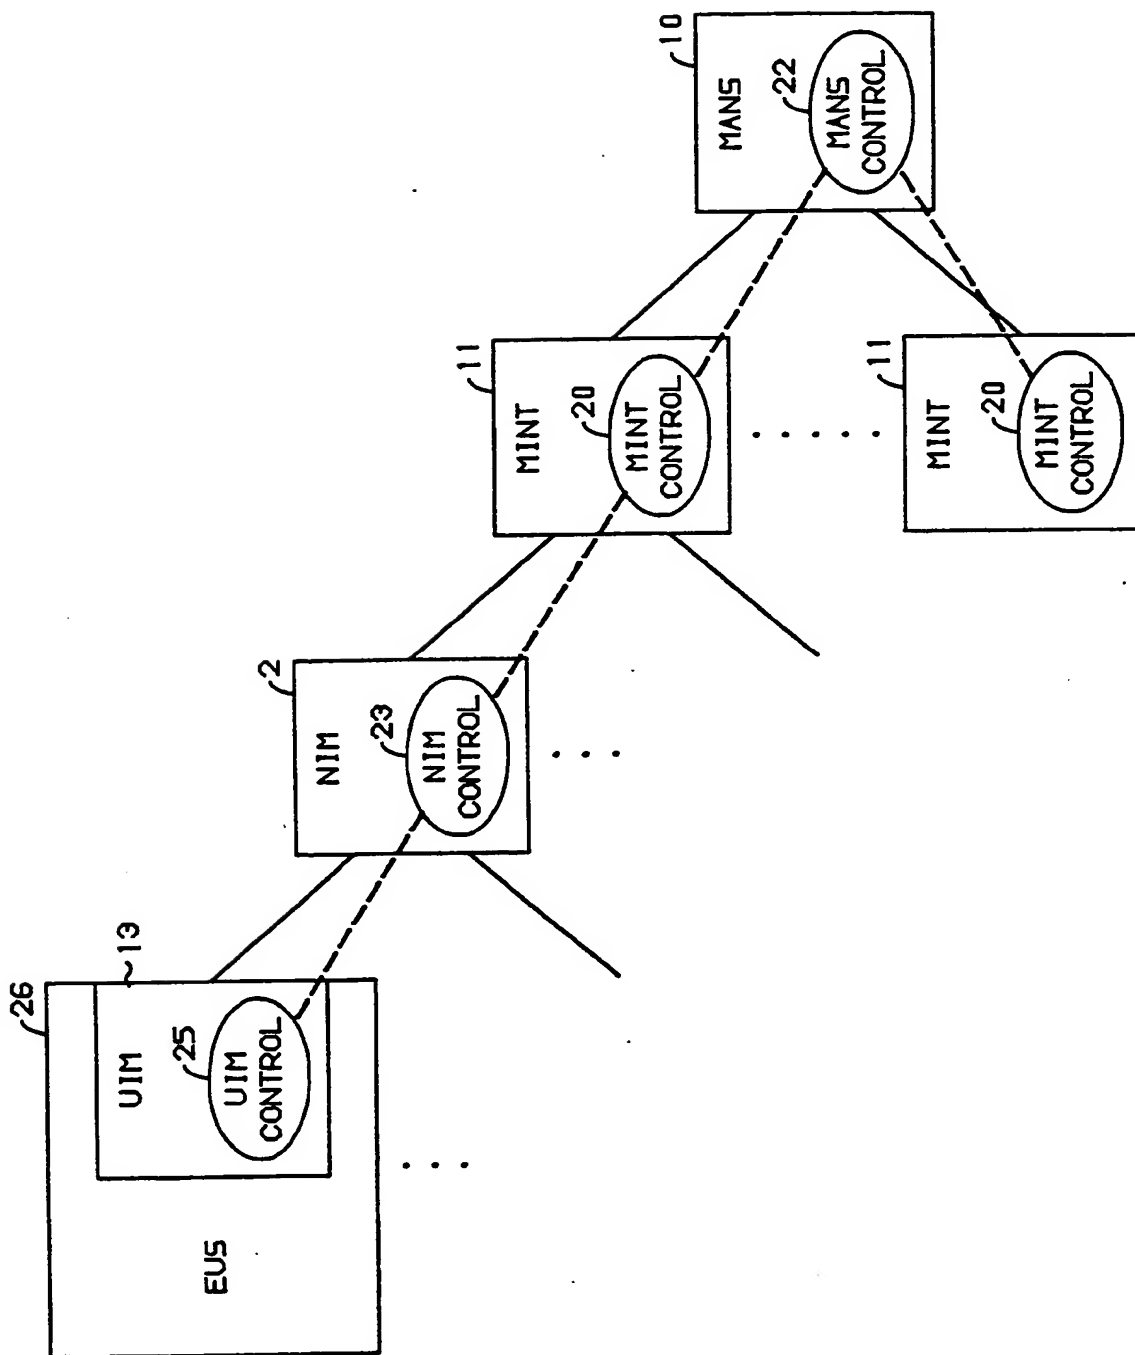 26
EUS
13
UIM
25
UIM
CONTROL
2
NIM
23
NIM
CONTROL
11
MINT
20
MINT
CONTROL
10
MANS
22
MANS
CONTROL
11
MINT
20
MINT
CONTROL